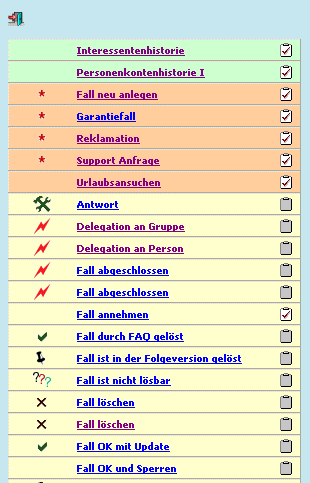 Interessentenhistorie
Personenkontenhistorie I
* Fall neu anlegen
* Garantiefall
* Reklamation
* Support Anfrage
Urlaubsansuchen
Antwort
Delegation an Gruppe
Delegation an Person
Fall abgeschlossen
Fall abgeschlossen
Fall annehmen
Fall durch FAQ gelöst
Fall ist in der Folgeversion gelöst
??? Fall ist nicht lösbar
Fall löschen
Fall löschen
Fall OK mit Update
Fall OK und Sperren